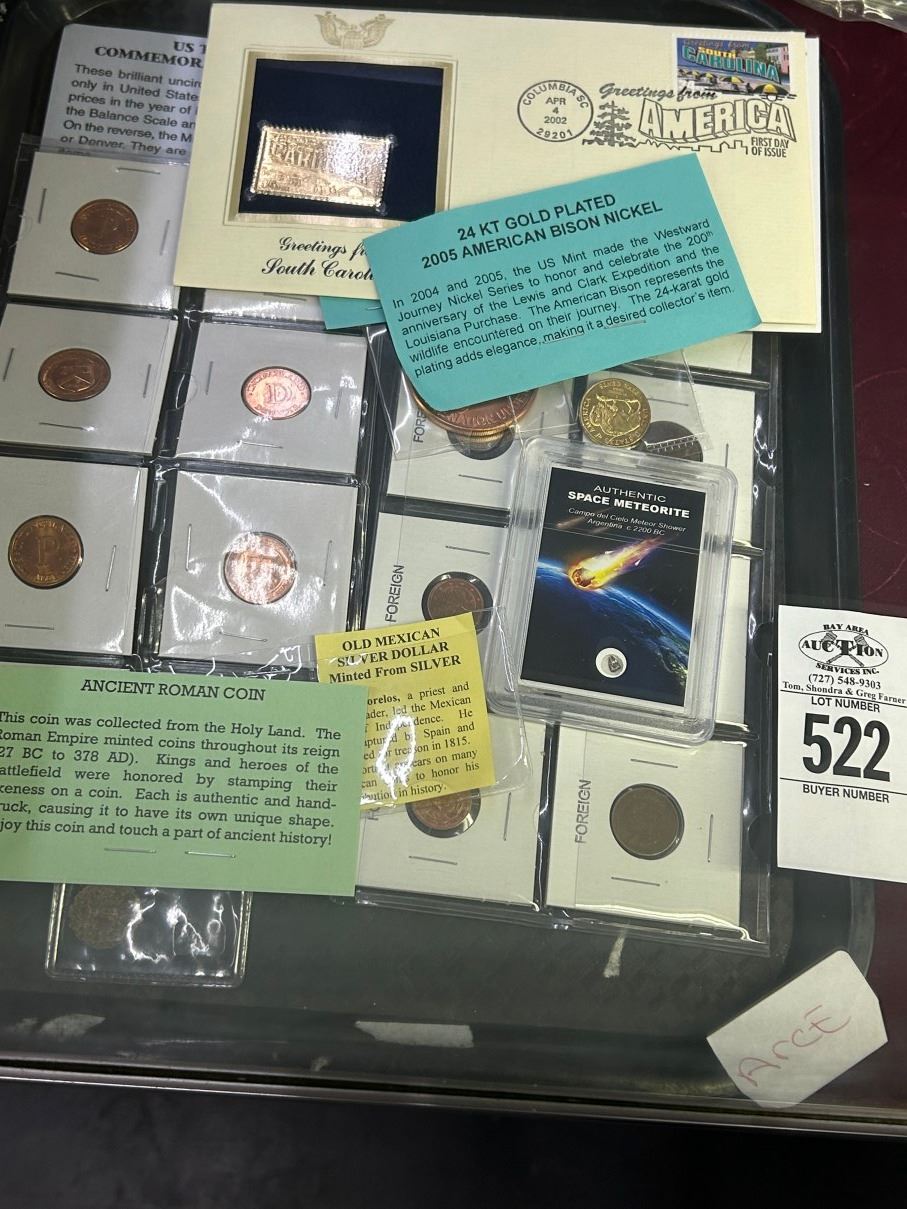 US
COMMEMOR
These brilliant uncir
only in United State
prices in the year of
the Balance Scale an
On the reverse, the M
or Denver. They are
Greetings from
SOUTH
CAROLINA
COLUMBIA SC
APR
4
2002
29201
Greetings from
AMERICA
FIRST DAY
OF ISSUE
Greetings fr
South Caroli
24 KT GOLD PLATED
2005 AMERICAN BISON NICKEL
In 2004 and 2005, the US Mint made the Westward
Journey Nickel Series to honor and celebrate the 200th
anniversary of the Lewis and Clark Expedition and the
Louisiana Purchase. The American Bison represents the
wildlife encountered on their journey. The 24-karat gold
plating adds elegance, making it a desired collector's item.
D
P
FOREIGN
FOREIGN
FOREIGN
AUTHENTIC
SPACE METEORITE
Campo del Cielo Meteor Shower
Argentina c.2200 BC
OLD MEXICAN
SILVER DOLLAR
Minted From SILVER
orelos, a priest and
ader, led the Mexican
Independence. He
by Spain and
treason in 1815.
appears on many
to honor his
in history.
ANCIENT ROMAN COIN
This coin was collected from the Holy Land. The
Roman Empire minted coins throughout its reign
27 BC to 378 AD). Kings and heroes of the
attlefield were honored by stamping their
keness on a coin. Each is authentic and hand-
ruck, causing it to have its own unique shape.
joy this coin and touch a part of ancient history!
BAY AREA
AUCTION
SERVICES INC.
(727) 548-9303
Tom, Shondra & Greg Farner
LOT NUMBER
522
BUYER NUMBER
ArcE